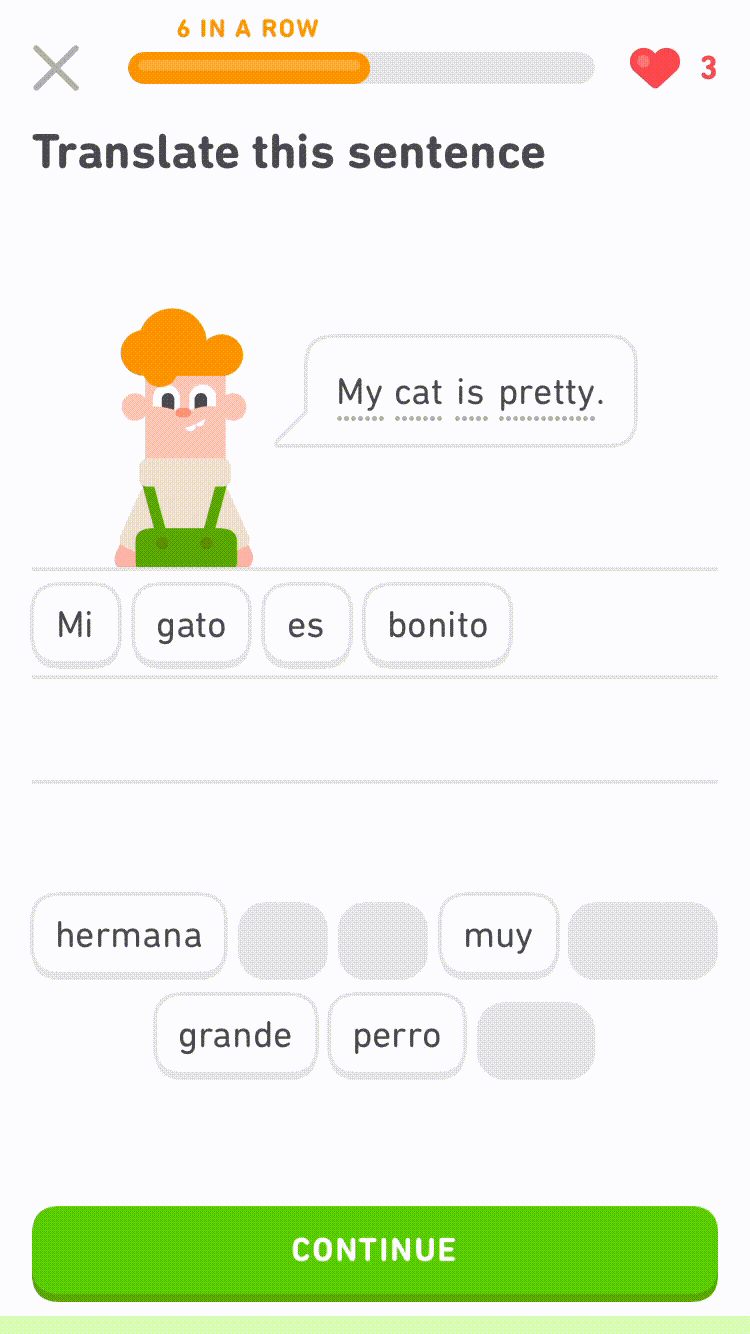 6 IN A ROW
3
Translate this sentence
My cat is pretty.
Mi gato es bonito
hermana muy
grande perro
CONTINUE